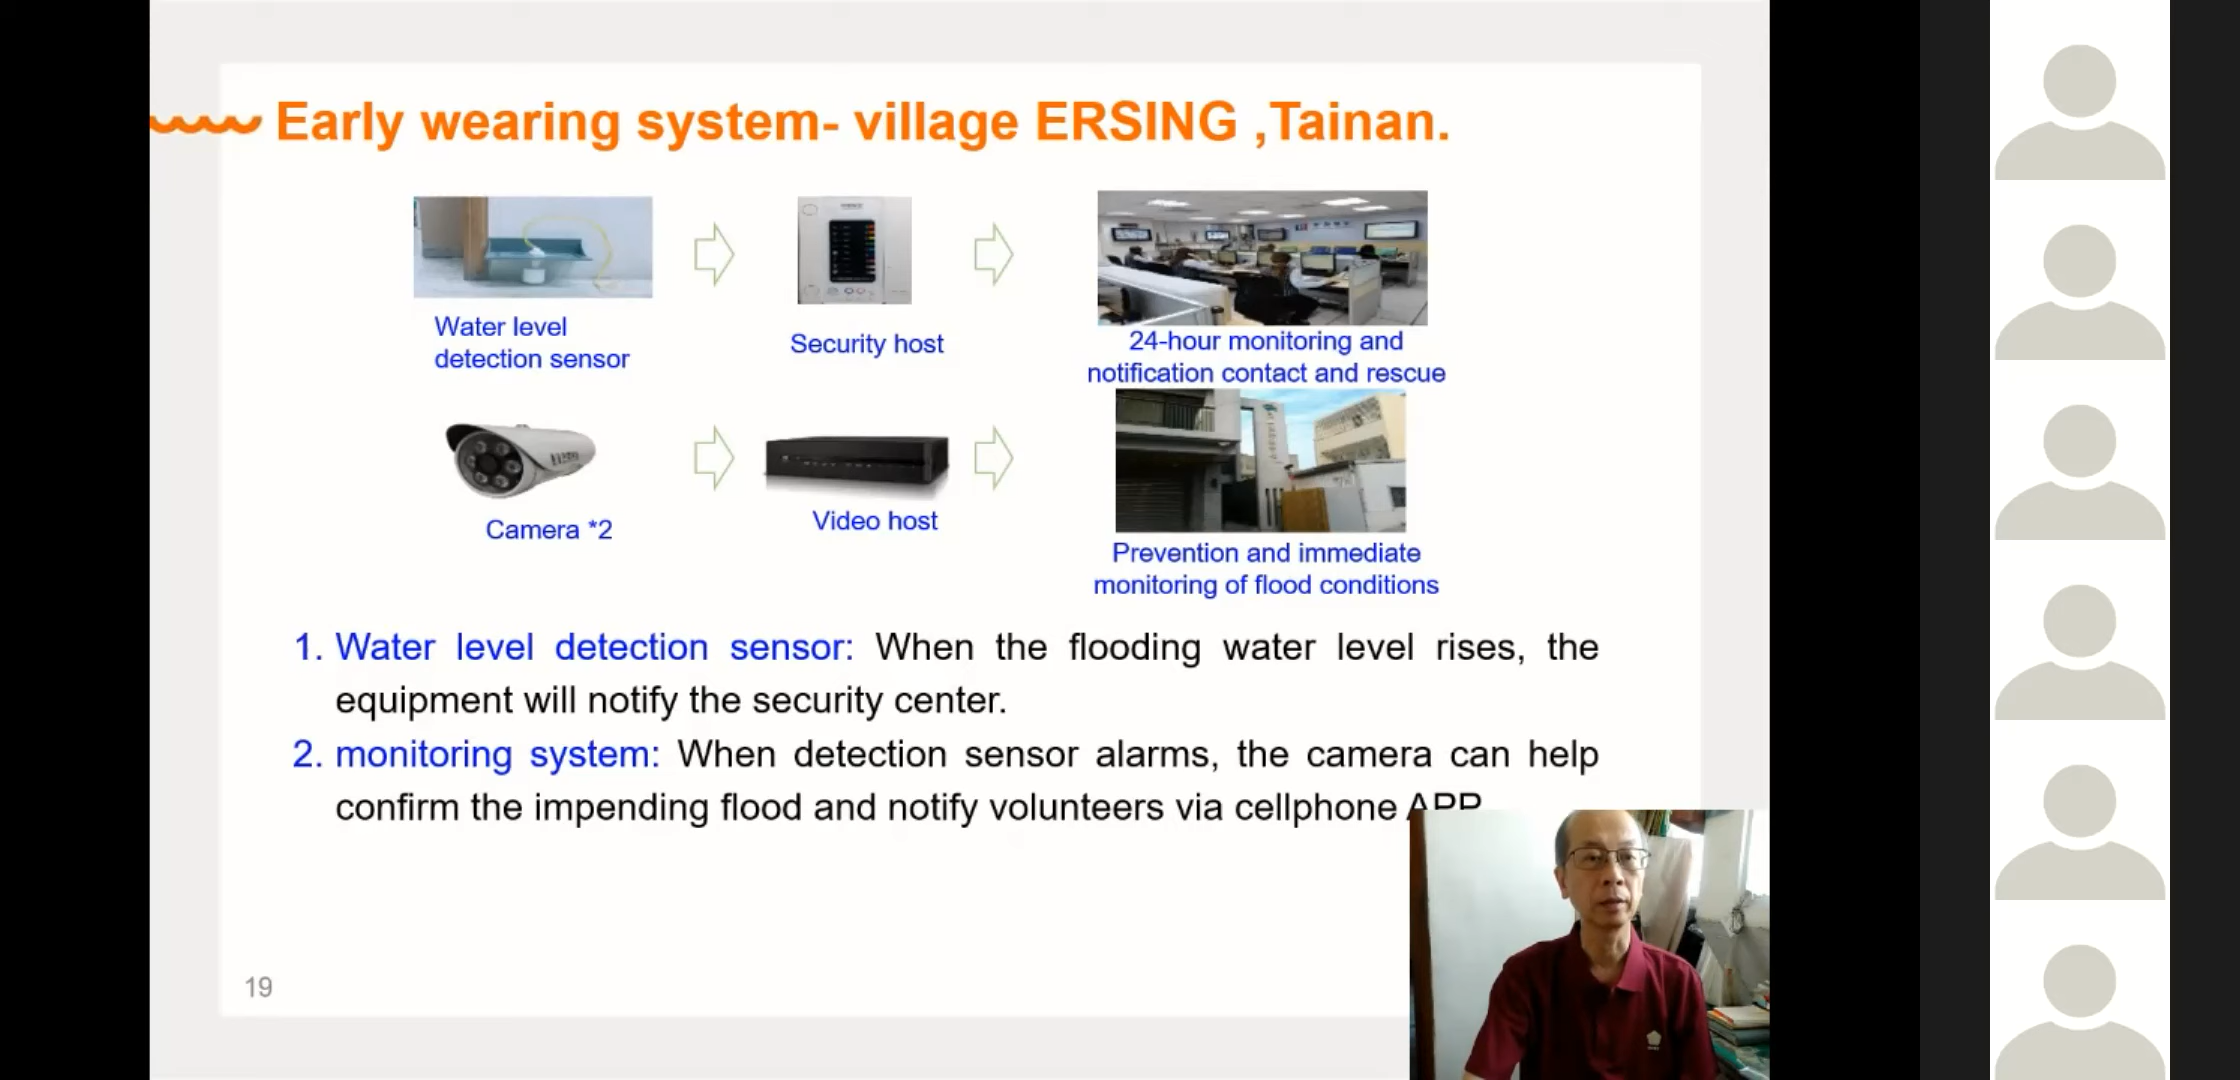 Early wearing system- village ERSING ,Tainan.
Water level
detection sensor
Security host
24-hour monitoring and
notification contact and rescue
Camera *2
Video host
Prevention and immediate
monitoring of flood conditions
1. Water level detection sensor: When the flooding water level rises, the
equipment will notify the security center.
2. monitoring system: When detection sensor alarms, the camera can help
confirm the impending flood and notify volunteers via cellphone APP
19